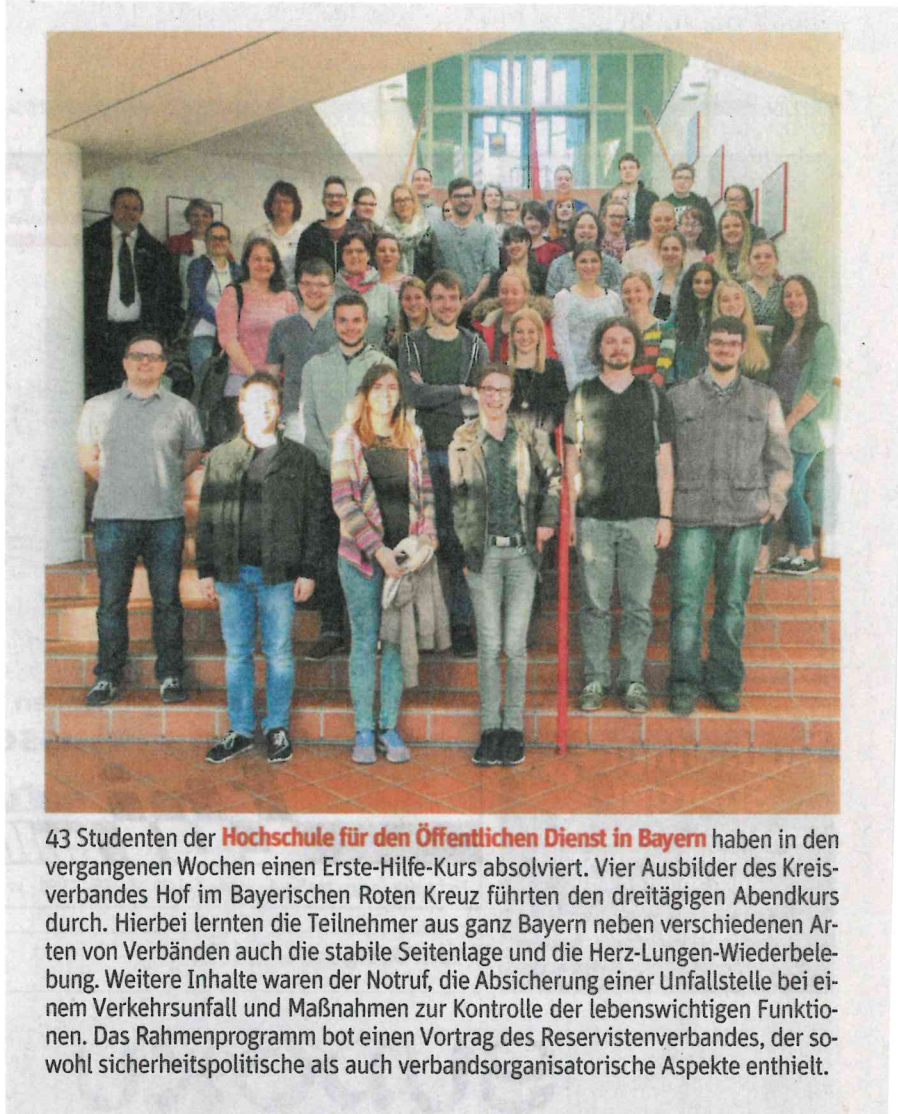 43 Studenten der Hochschule für den Öffentlichen Dienst in Bayern haben in den
vergangenen Wochen einen Erste-Hilfe-Kurs absolviert. Vier Ausbilder des Kreis-
verbandes Hof im Bayerischen Roten Kreuz führten den dreitägigen Abendkurs
durch. Hierbei lernten die Teilnehmer aus ganz Bayern neben verschiedenen Ar-
ten von Verbänden auch die stabile Seitenlage und die Herz-Lungen-Wiederbele-
bung. Weitere Inhalte waren der Notruf, die Absicherung einer Unfallstelle bei ei-
nem Verkehrsunfall und Maßnahmen zur Kontrolle der lebenswichtigen Funktio-
nen. Das Rahmenprogramm bot einen Vortrag des Reservistenverbandes, der so-
wohl sicherheitspolitische als auch verbandsorganisatorische Aspekte enthielt.